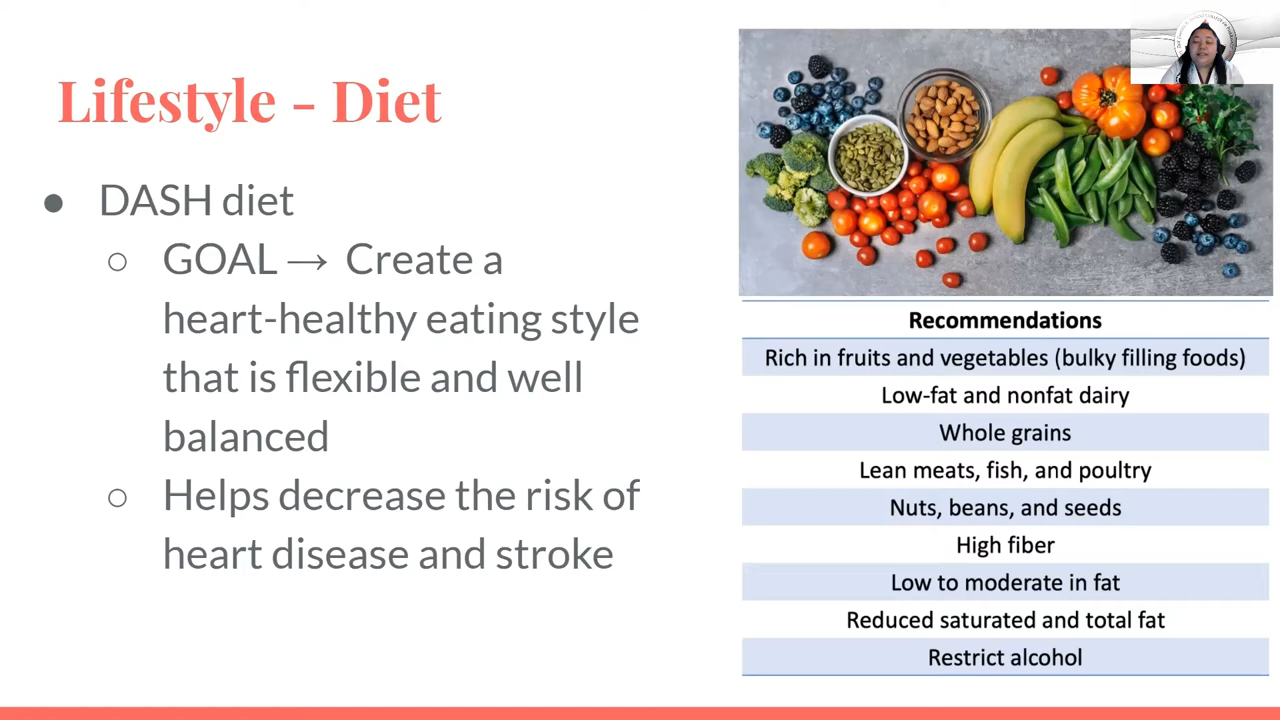 Lifestyle - Diet
● DASH diet
○ GOAL → Create a
heart-healthy eating style
that is flexible and well
balanced
○ Helps decrease the risk of
heart disease and stroke
Recommendations
Rich in fruits and vegetables (bulky filling foods)
Low-fat and nonfat dairy
Whole grains
Lean meats, fish, and poultry
Nuts, beans, and seeds
High fiber
Low to moderate in fat
Reduced saturated and total fat
Restrict alcohol